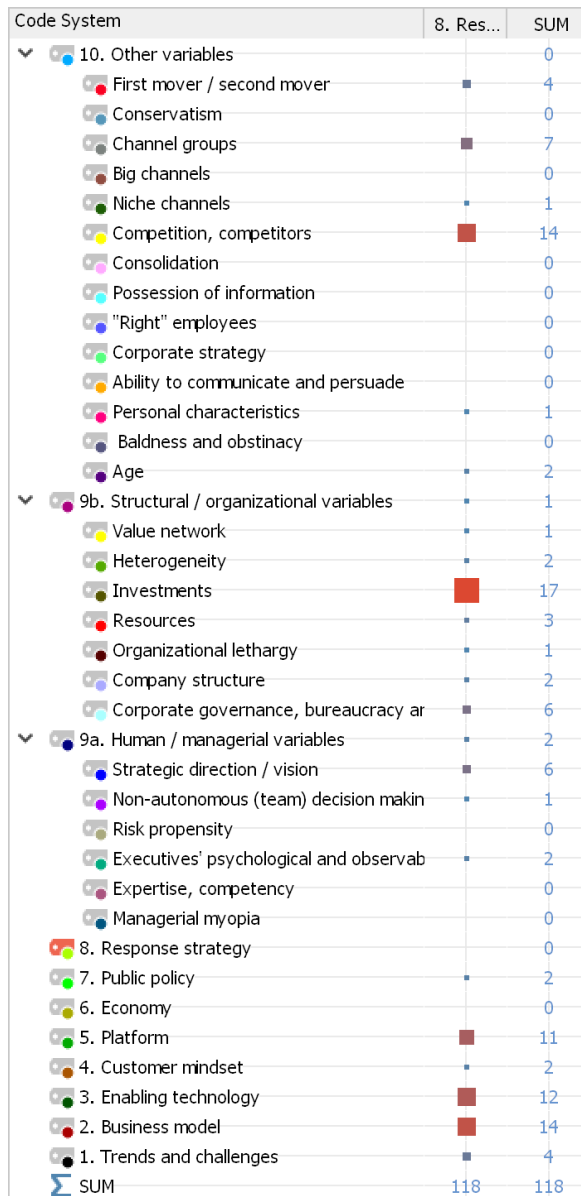 Code System 8. Res... SUM
10. Other variables 0
First mover / second mover 4
Conservatism 0
Channel groups 7
Big channels 0
Niche channels 1
Competition, competitors 14
Consolidation 0
Possession of information 0
"Right" employees 0
Corporate strategy 0
Ability to communicate and persuade 0
Personal characteristics 1
Baldness and obstinacy 0
Age 2
9b. Structural / organizational variables 1
Value network 1
Heterogeneity 2
Investments 17
Resources 3
Organizational lethargy 1
Company structure 2
Corporate governance, bureaucracy ar 6
9a. Human / managerial variables 2
Strategic direction / vision 6
Non-autonomous (team) decision makin 1
Risk propensity 0
Executives' psychological and observab 2
Expertise, competency 0
Managerial myopia 0
8. Response strategy 0
7. Public policy 2
6. Economy 0
5. Platform 11
4. Customer mindset 2
3. Enabling technology 12
2. Business model 14
1. Trends and challenges 4
Σ SUM 118 118